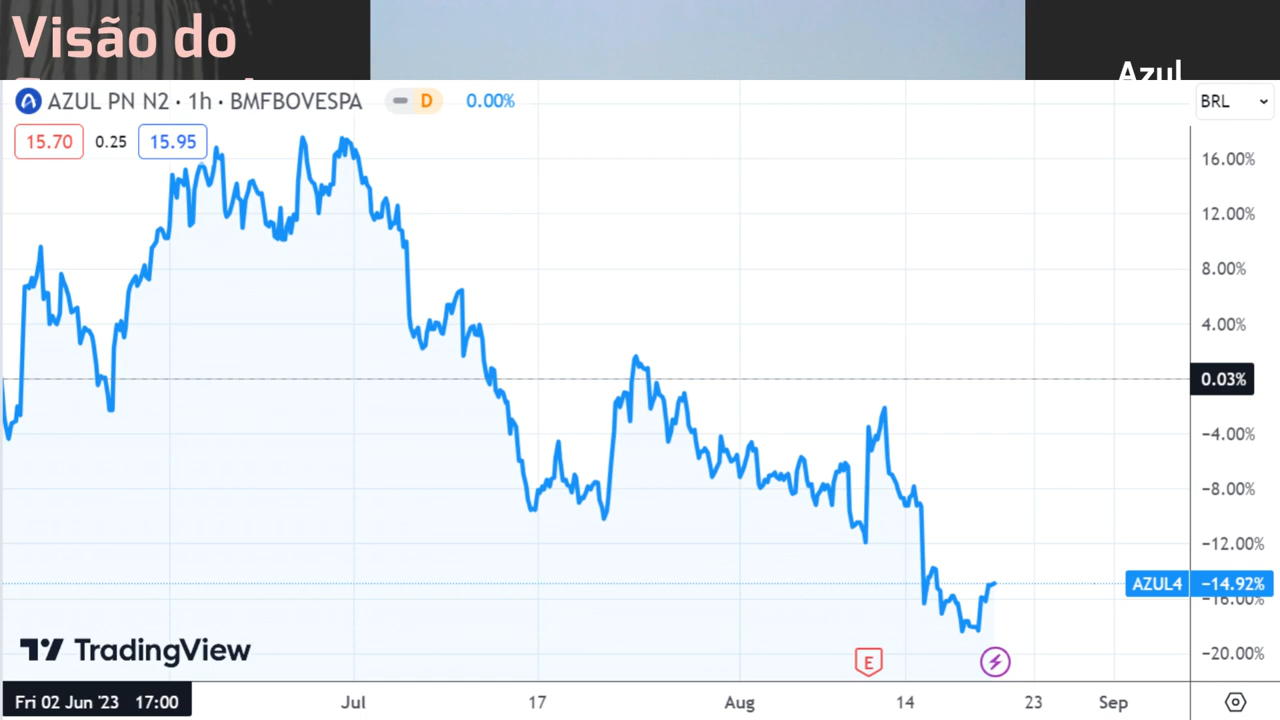 Visão do
Azul
AZUL PN N2 · 1h · BMFBOVESPA
D
0.00%
BRL
15.70
0.25
15.95
16.00%
12.00%
8.00%
4.00%
0.03%
−4.00%
−8.00%
−12.00%
AZUL4
−14.92%
−16.00%
−20.00%
E
TradingView
Fri 02 Jun '23 17:00
Jul
17
Aug
14
23
Sep